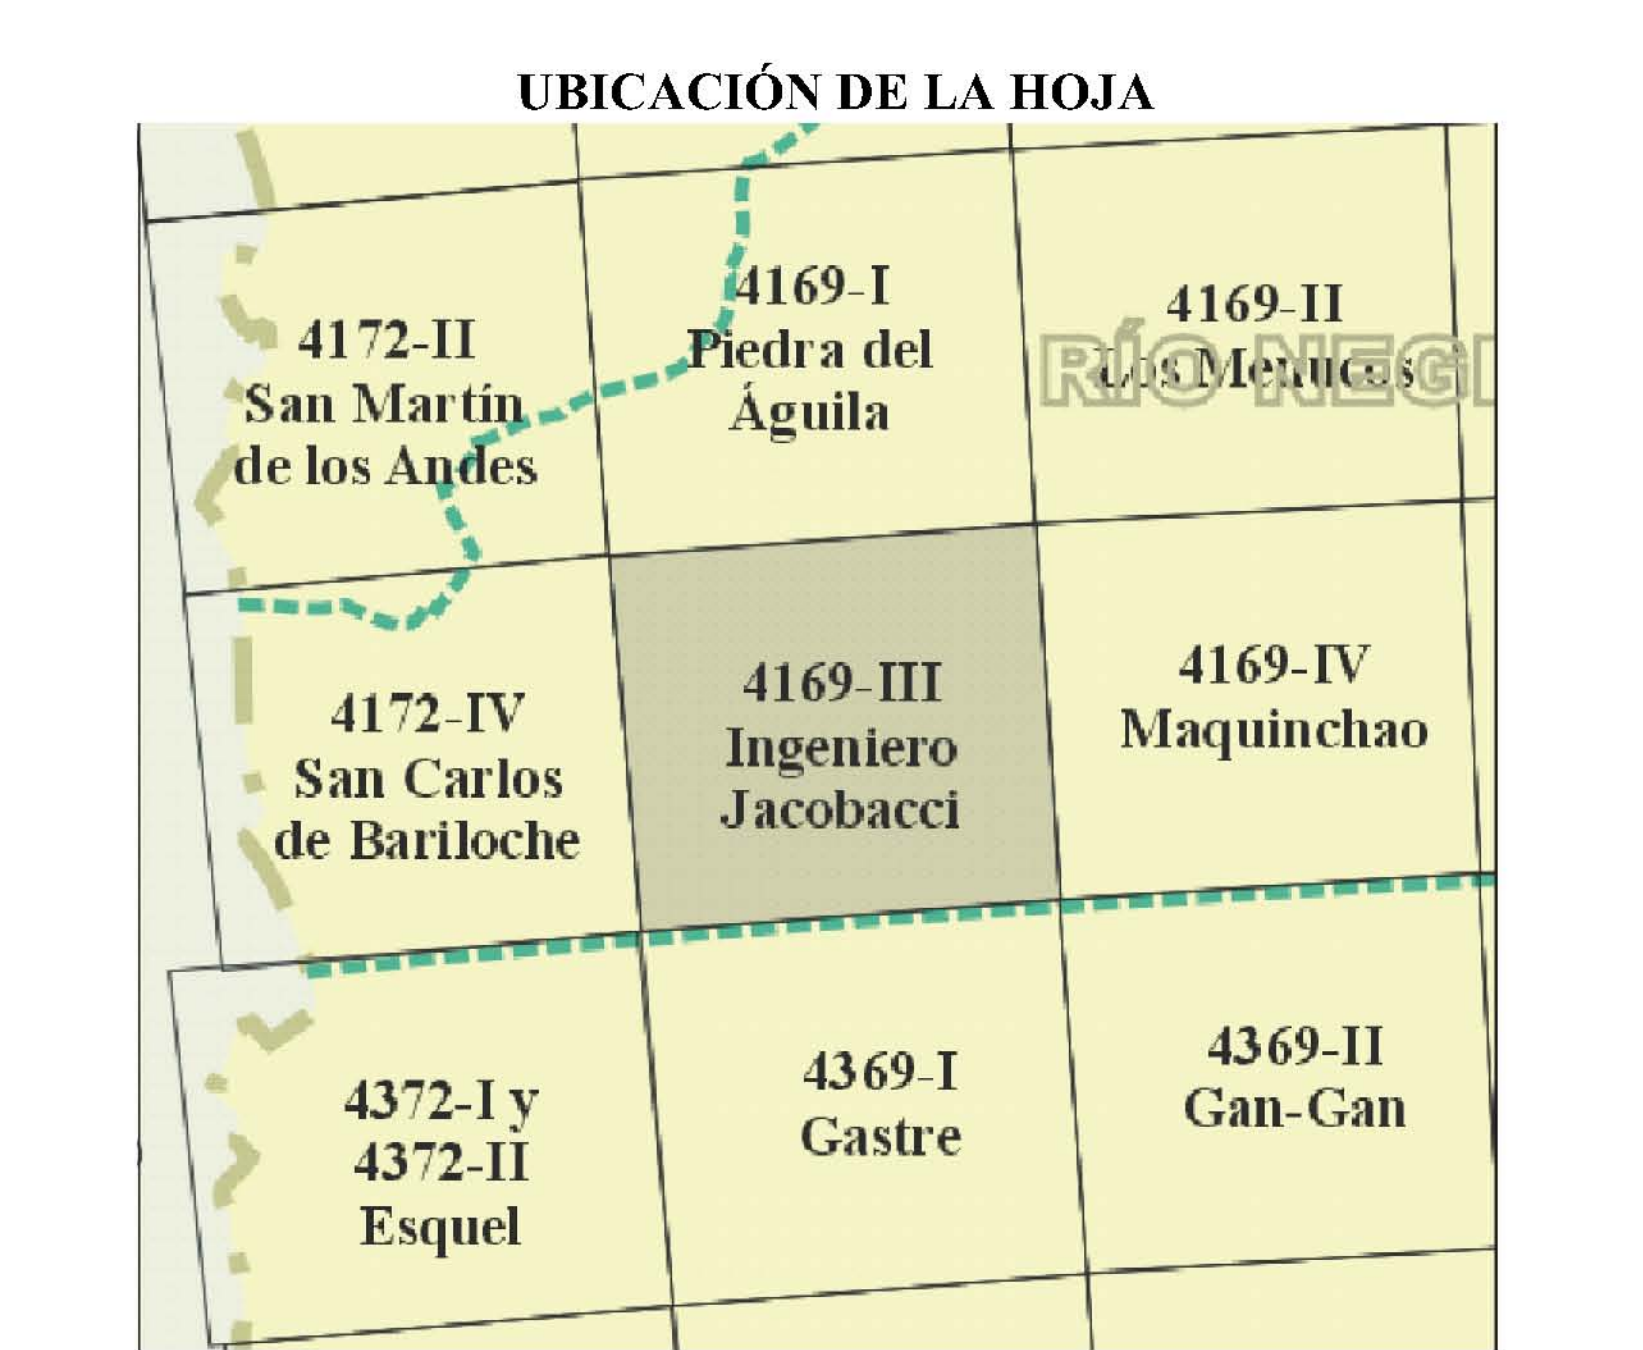 UBICACIÓN DE LA HOJA
4172-II
San Martín
de los Andes
4169-I
Piedra del
Águila
4169-II
Los Menucos
RÍO NEG
4172-IV
San Carlos
de Bariloche
4169-III
Ingeniero
Jacobacci
4169-IV
Maquinchao
4372-I y
4372-II
Esquel
4369-I
Gastre
4369-II
Gan-Gan